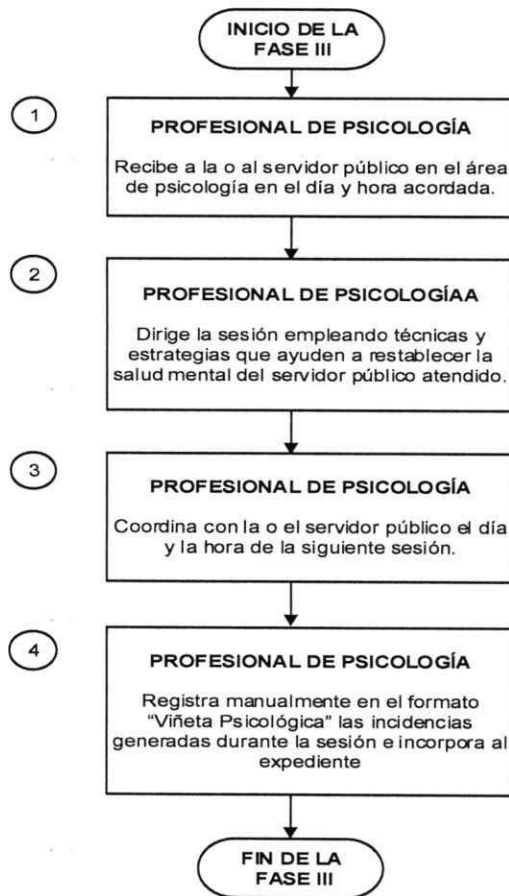 INICIO DE LA
FASE III
1
PROFESIONAL DE PSICOLOGÍA
Recibe a la o al servidor público en el área
de psicología en el día y hora acordada.
2
PROFESIONAL DE PSICOLOGÍAA
Dirige la sesión empleando técnicas y
estrategias que ayuden a restablecer la
salud mental del servidor público atendido.
3
PROFESIONAL DE PSICOLOGÍA
Coordina con la o el servidor público el día
y la hora de la siguiente sesión.
4
PROFESIONAL DE PSICOLOGÍA
Registra manualmente en el formato
“Viñeta Psicológica” las incidencias
generadas durante la sesión e incorpora al
expediente
FIN DE LA
FASE III